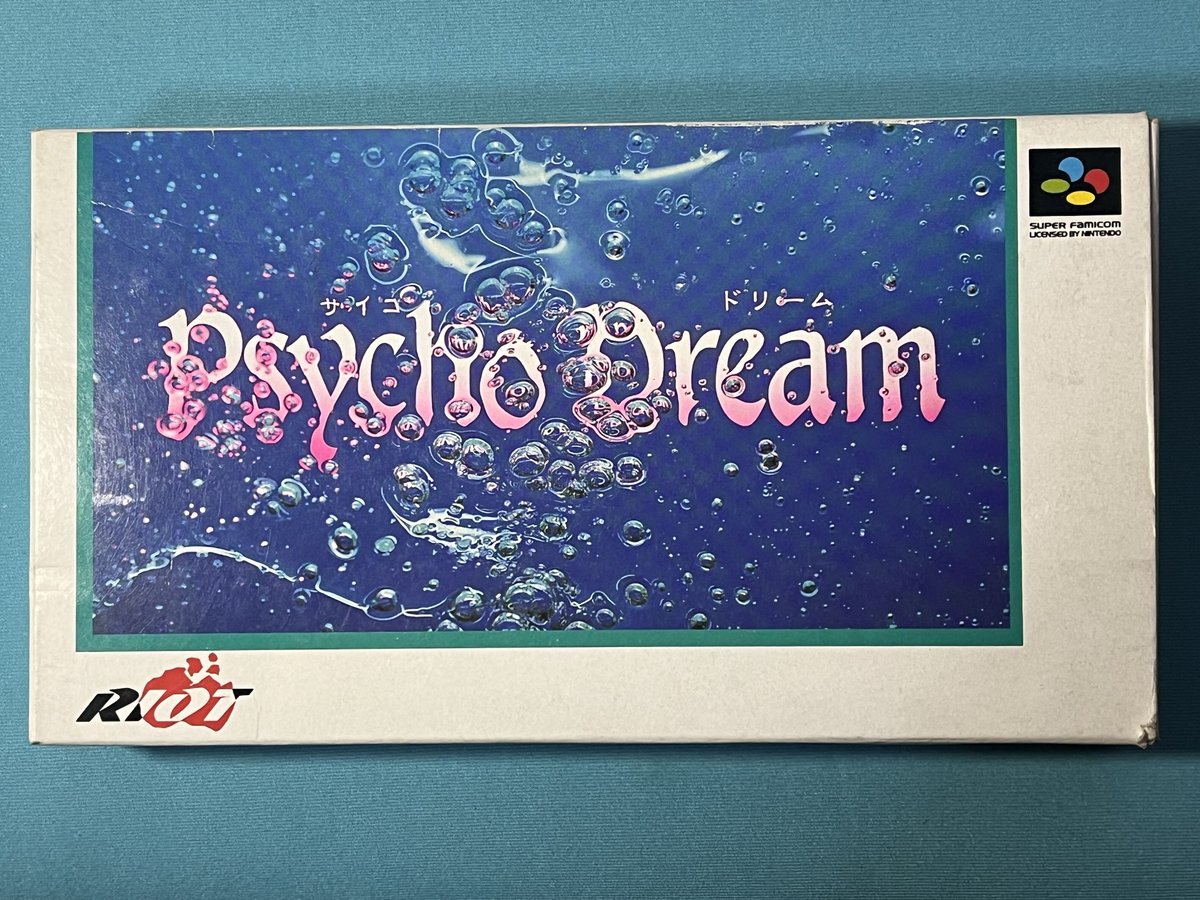 サイコ ドリーム
Psycho Dream
SUPER FAMICOM
LICENSED BY NINTENDO
RIOT